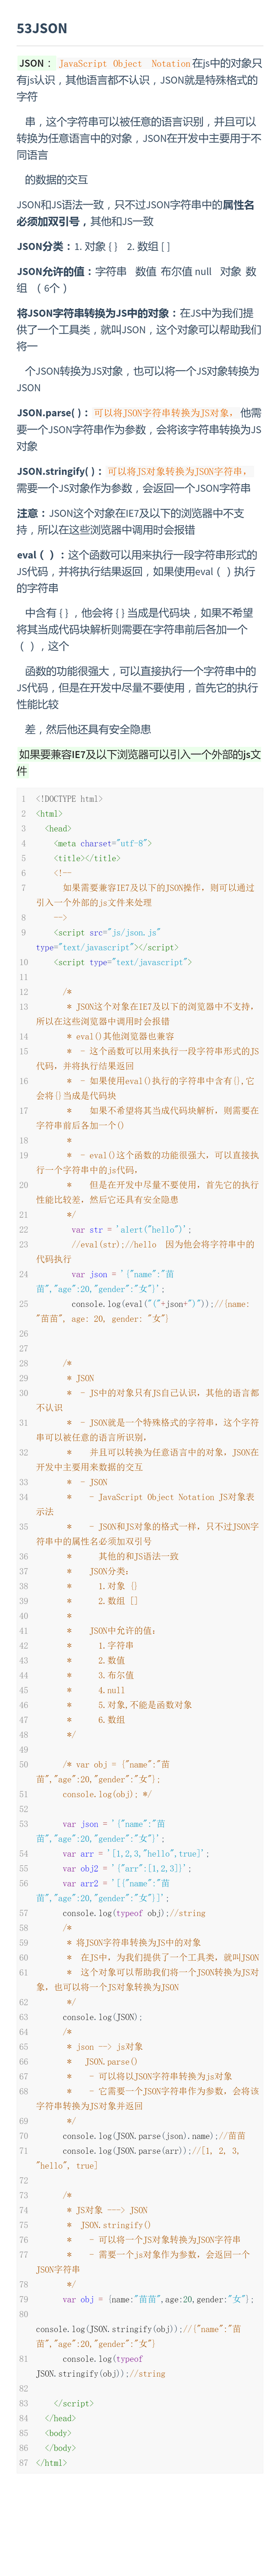 53JSON
JSON： JavaScript Object  Notation 在js中的对象只
有js认识，其他语言都不认识，JSON就是特殊格式的
字符
串，这个字符串可以被任意的语言识别，并且可以
转换为任意语言中的对象，JSON在开发中主要用于不
同语言
的数据的交互
JSON和JS语法一致，只不过JSON字符串中的属性名
必须加双引号，其他和JS一致
JSON分类：1. 对象 { }    2. 数组 [ ]
JSON允许的值：字符串   数值  布尔值 null   对象  数
组  （ 6个 ）
将JSON字符串转换为JS中的对象：在JS中为我们提
供了一个工具类，就叫JSON，这个对象可以帮助我们
将一
个JSON转换为JS对象，也可以将一个JS对象转换为
JSON
JSON.parse( )： 可以将JSON字符串转换为JS对象， 他需
要一个JSON字符串作为参数，会将该字符串转换为JS
对象
JSON.stringify( )： 可以将JS对象转换为JSON字符串，
需要一个JS对象作为参数，会返回一个JSON字符串
注意：JSON这个对象在IE7及以下的浏览器中不支
持，所以在这些浏览器中调用时会报错
eval（ ）：这个函数可以用来执行一段字符串形式的
JS代码，并将执行结果返回，如果使用eval（ ）执行
的字符串
中含有 { } ，他会将 { } 当成是代码块，如果不希望
将其当成代码块解析则需要在字符串前后各加一个
（ ），这个
函数的功能很强大，可以直接执行一个字符串中的
JS代码，但是在开发中尽量不要使用，首先它的执行
性能比较
差，然后他还具有安全隐患
如果要兼容IE7及以下浏览器可以引入一个外部的js文
件
1 <!DOCTYPE html>
2 <html>
3 <head>
4 <meta charset="utf-8">
5 <title></title>
6 <!--
7 如果需要兼容IE7及以下的JSON操作，则可以通过
引入一个外部的js文件来处理
8 -->
9 <script src="js/json.js"
type="text/javascript"></script>
10 <script type="text/javascript">
11
12 /*
13 * JSON这个对象在IE7及以下的浏览器中不支持，
所以在这些浏览器中调用时会报错
14 * eval()其他浏览器也兼容
15 *  - 这个函数可以用来执行一段字符串形式的JS
代码，并将执行结果返回
16 *  - 如果使用eval()执行的字符串中含有{},它
会将{}当成是代码块
17 *    如果不希望将其当成代码块解析，则需要在
字符串前后各加一个()
18 *
19 *  - eval()这个函数的功能很强大，可以直接执
行一个字符串中的js代码，
20 *    但是在开发中尽量不要使用，首先它的执行
性能比较差，然后它还具有安全隐患
21 */
22 var str = 'alert("hello")';
23 //eval(str);//hello  因为他会将字符串中的
代码执行
24 var json = '{"name":"苗
苗","age":20,"gender":"女"}';
25 console.log(eval("("+json+")"));//{name:
"苗苗", age: 20, gender: "女"}
26
27
28 /*
29 * JSON
30 *  - JS中的对象只有JS自己认识，其他的语言都
不认识
31 *  - JSON就是一个特殊格式的字符串，这个字符
串可以被任意的语言所识别，
32 *    并且可以转换为任意语言中的对象，JSON在
开发中主要用来数据的交互
33 *  - JSON
34 *    - JavaScript Object Notation JS对象表
示法
35 *    - JSON和JS对象的格式一样，只不过JSON字
符串中的属性名必须加双引号
36 *      其他的和JS语法一致
37 *    JSON分类：
38 *      1.对象 {}
39 *      2.数组 []
40 *
41 *    JSON中允许的值：
42 *      1.字符串
43 *      2.数值
44 *      3.布尔值
45 *      4.null
46 *      5.对象,不能是函数对象
47 *      6.数组
48 */
49
50 /* var obj = {"name":"苗
苗","age":20,"gender":"女"};
51 console.log(obj); */
52
53 var json = '{"name":"苗
苗","age":20,"gender":"女"}';
54 var arr = '[1,2,3,"hello",true]';
55 var obj2 = '{"arr":[1,2,3]}';
56 var arr2 = '[{"name":"苗
苗","age":20,"gender":"女"}]';
57 console.log(typeof obj);//string
58 /*
59 * 将JSON字符串转换为JS中的对象
60 *  在JS中，为我们提供了一个工具类，就叫JSON
61 *  这个对象可以帮助我们将一个JSON转换为JS对
象，也可以将一个JS对象转换为JSON
62 */
63 console.log(JSON);
64 /*
65 * json --> js对象
66 *   JSON.parse()
67 *    - 可以将以JSON字符串转换为js对象
68 *    - 它需要一个JSON字符串作为参数，会将该
字符串转换为JS对象并返回
69 */
70 console.log(JSON.parse(json).name);//苗苗
71 console.log(JSON.parse(arr));//[1, 2, 3,
"hello", true]
72
73 /*
74 * JS对象 ---> JSON
75 *  JSON.stringify()
76 *    - 可以将一个JS对象转换为JSON字符串
77 *    - 需要一个js对象作为参数，会返回一个
JSON字符串
78 */
79 var obj = {name:"苗苗",age:20,gender:"女"};
80
console.log(JSON.stringify(obj));//{"name":"苗
苗","age":20,"gender":"女"}
81 console.log(typeof
JSON.stringify(obj));//string
82
83 </script>
84 </head>
85 <body>
86 </body>
87 </html>